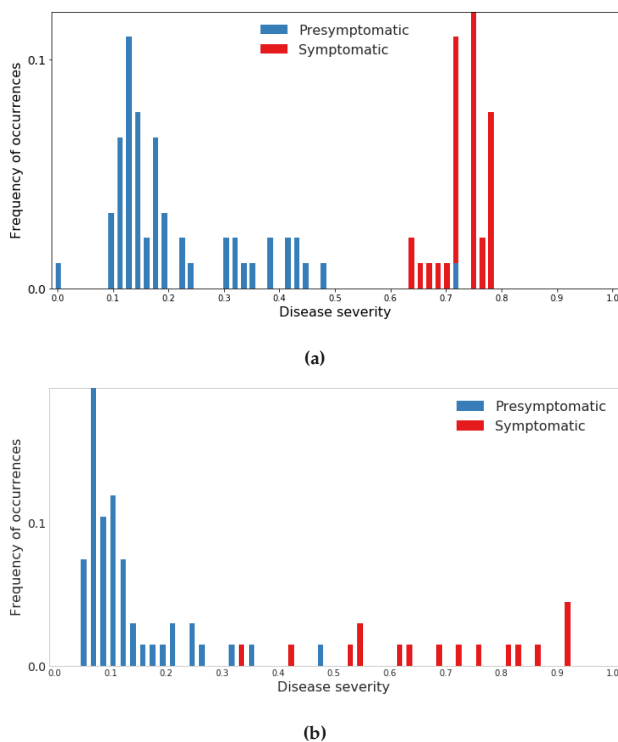 Presymptomatic
Symptomatic
Frequency of occurrences
0.1
0.0
0.0 0.1 0.2 0.3 0.4 0.5 0.6 0.7 0.8 0.9 1.0
Disease severity
(a)
Presymptomatic
Symptomatic
Frequency of occurrences
0.1
0.0
0.0 0.1 0.2 0.3 0.4 0.5 0.6 0.7 0.8 0.9 1.0
Disease severity
(b)